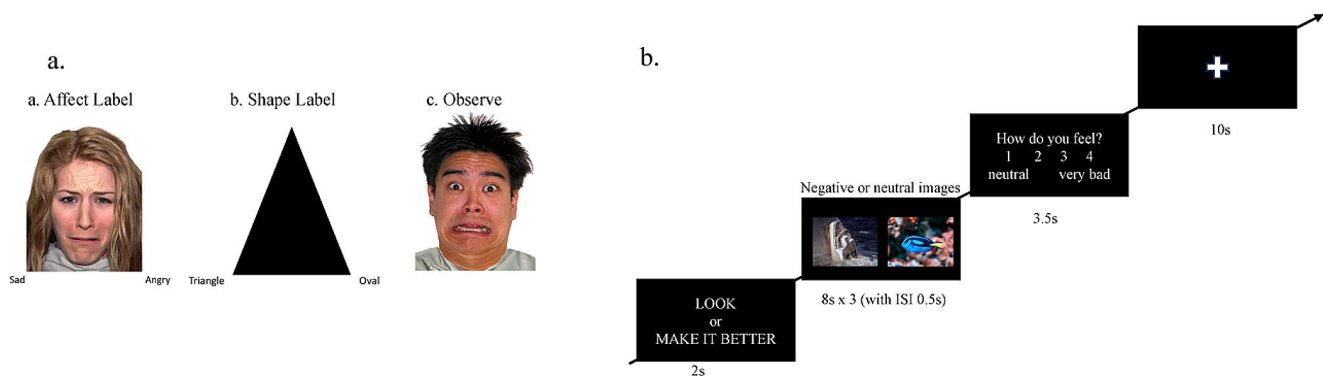 a.
a. Affect Label
b. Shape Label
c. Observe
Sad
Angry
Triangle
Oval
b.
LOOK
or
MAKE IT BETTER
2s
Negative or neutral images
8s x 3 (with ISI 0.5s)
How do you feel?
1 2 3 4
neutral very bad
3.5s
10s